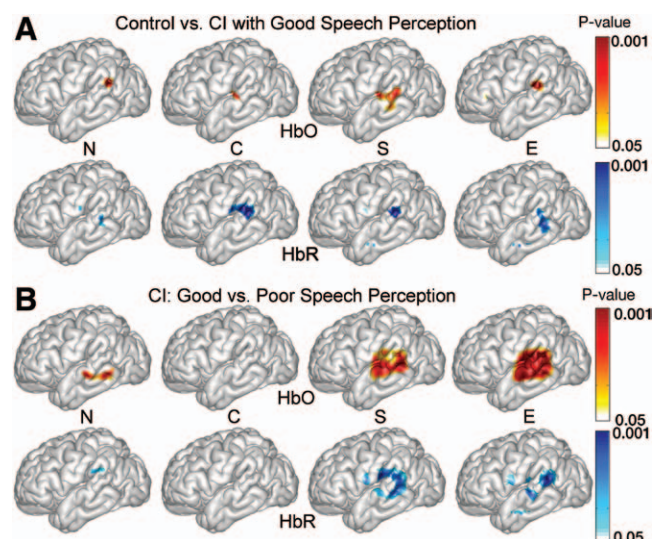 A Control vs. CI with Good Speech Perception P-value
0.001
N C S E
HbO
0.05
0.001
HbR
0.05
B CI: Good vs. Poor Speech Perception P-value
0.001
HbO
N C S E
0.05
0.001
HbR
0.05